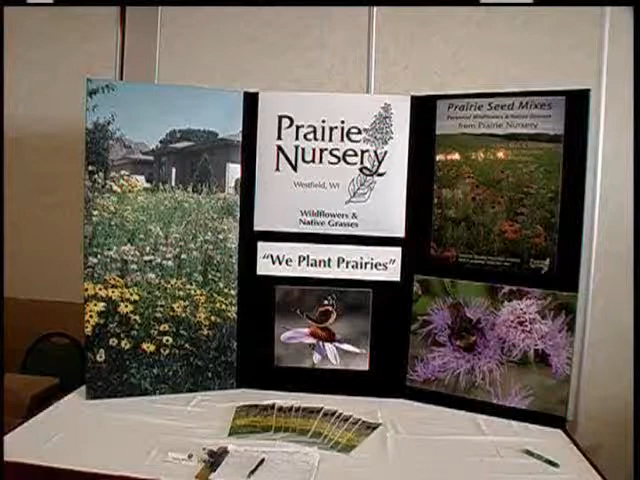 Prairie
Nursery
Westfield, WI
Wildflowers &
Native Grasses
"We Plant Prairies"
Prairie Seed Mixes
Perennial Wildflowers & Native Grasses
from Prairie Nursery